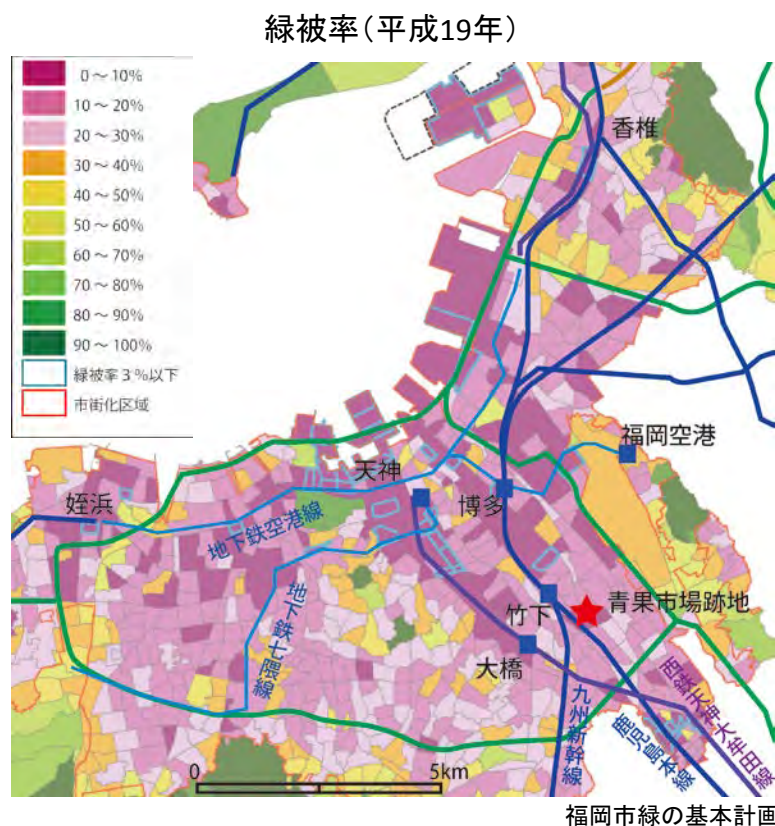 緑被率(平成19年)
0～10%
10～20%
20～30%
30～40%
40～50%
50～60%
60～70%
70～80%
80～90%
90～100%
緑被率3%以下
市街化区域
香椎
福岡空港
天神
博多
姪浜
地下鉄空港線
地下鉄七隈線
竹下
青果市場跡地
大橋
九州新幹線
鹿児島本線
西鉄天神大牟田線
0
5km
福岡市緑の基本計画